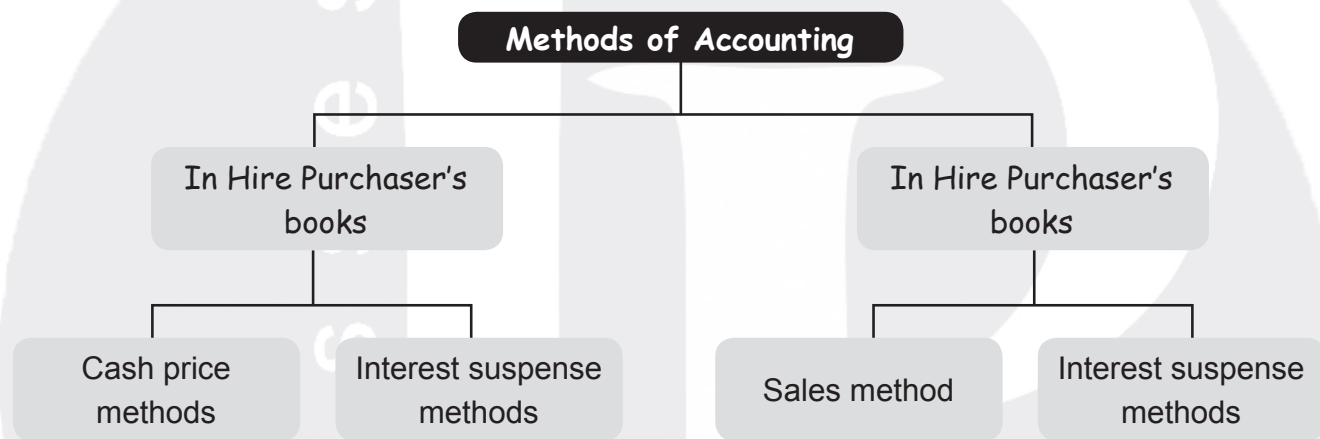 Methods of Accounting
In Hire Purchaser's
books
In Hire Purchaser's
books
Cash price
methods
Interest suspense
methods
Sales method
Interest suspense
methods